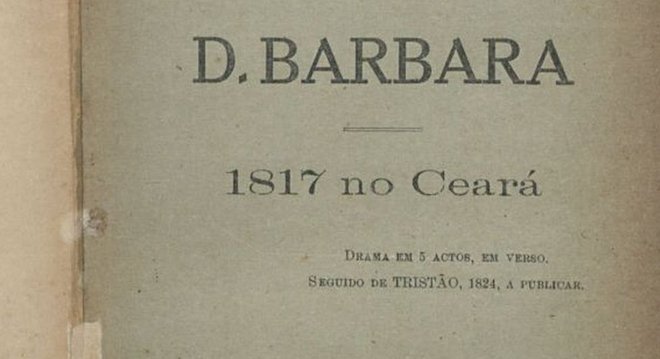 D. BARBARA
1817 no Ceará
DRAMA EM 5 ACTOS, EM VERSO.
SEGUIDO DE TRISTÃO, 1824, A PUBLICAR.